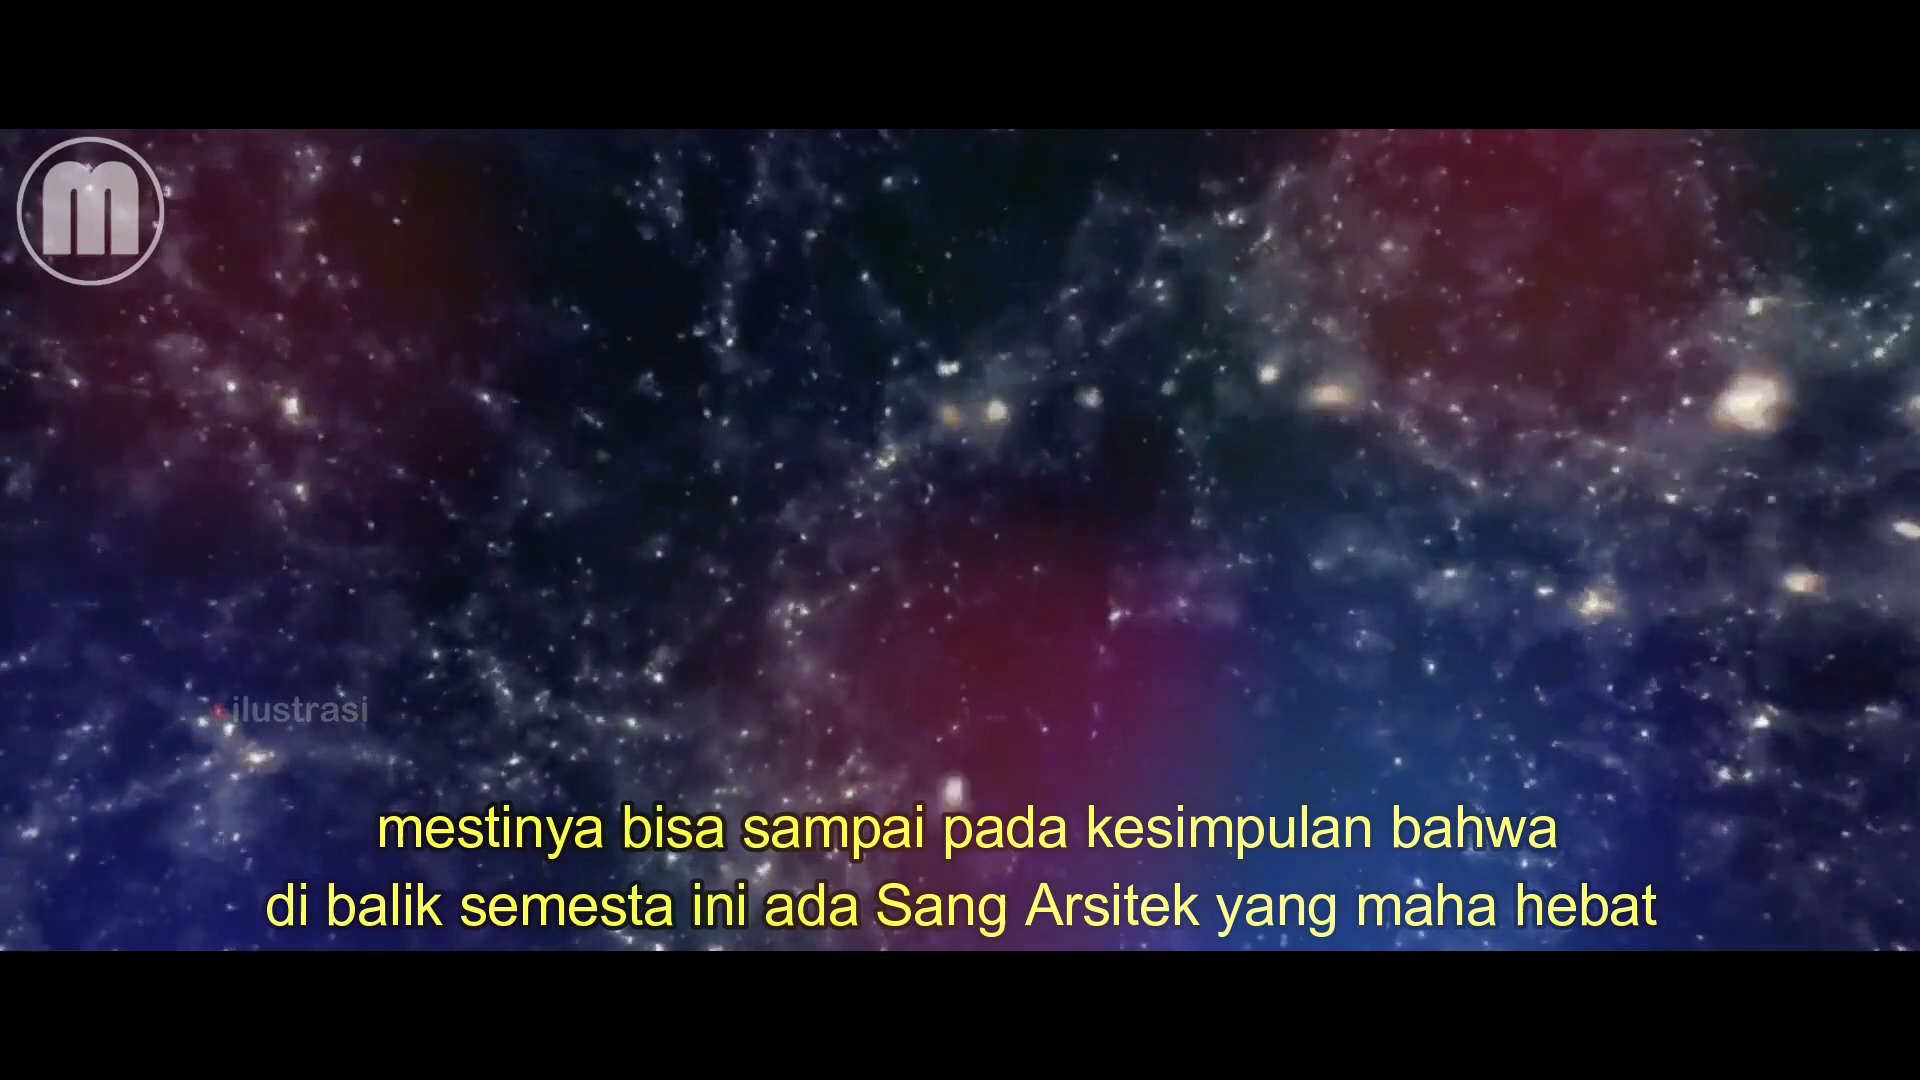 m
ilustrasi
mestinya bisa sampai pada kesimpulan bahwa
di balik semesta ini ada Sang Arsitek yang maha hebat